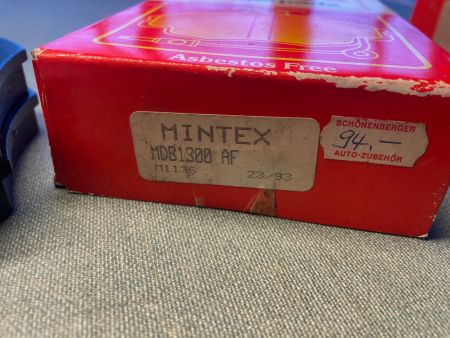 Asbestos Free
MINTEX
MDB1300 AF
M1136 23/93
SCHÖNENBERGER
94.-
AUTO-ZUBEHÖR